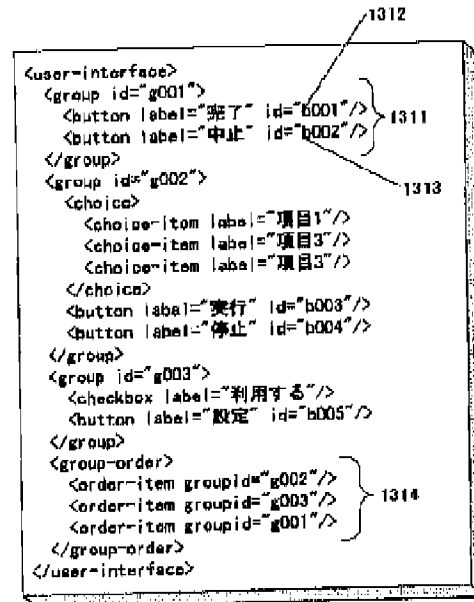 1312
<user-interface>
<group id="g001">
<button label="完了" id="b001"/>
<button label="中止" id="b002"/>
1311
</group>
1313
<group id="g002">
<choice>
<choice-item label="項目1"/>
<choice-item label="項目3"/>
<choice-item label="項目3"/>
</choice>
<button label="実行" id="b003"/>
<button label="停止" id="b004"/>
</group>
<group id="g003">
<checkbox label="利用する"/>
<button label="設定" id="b005"/>
</group>
<group-order>
<order-item groupid="g002"/>
<order-item groupid="g003"/>
1314
<order-item groupid="g001"/>
</group-order>
</user-interface>